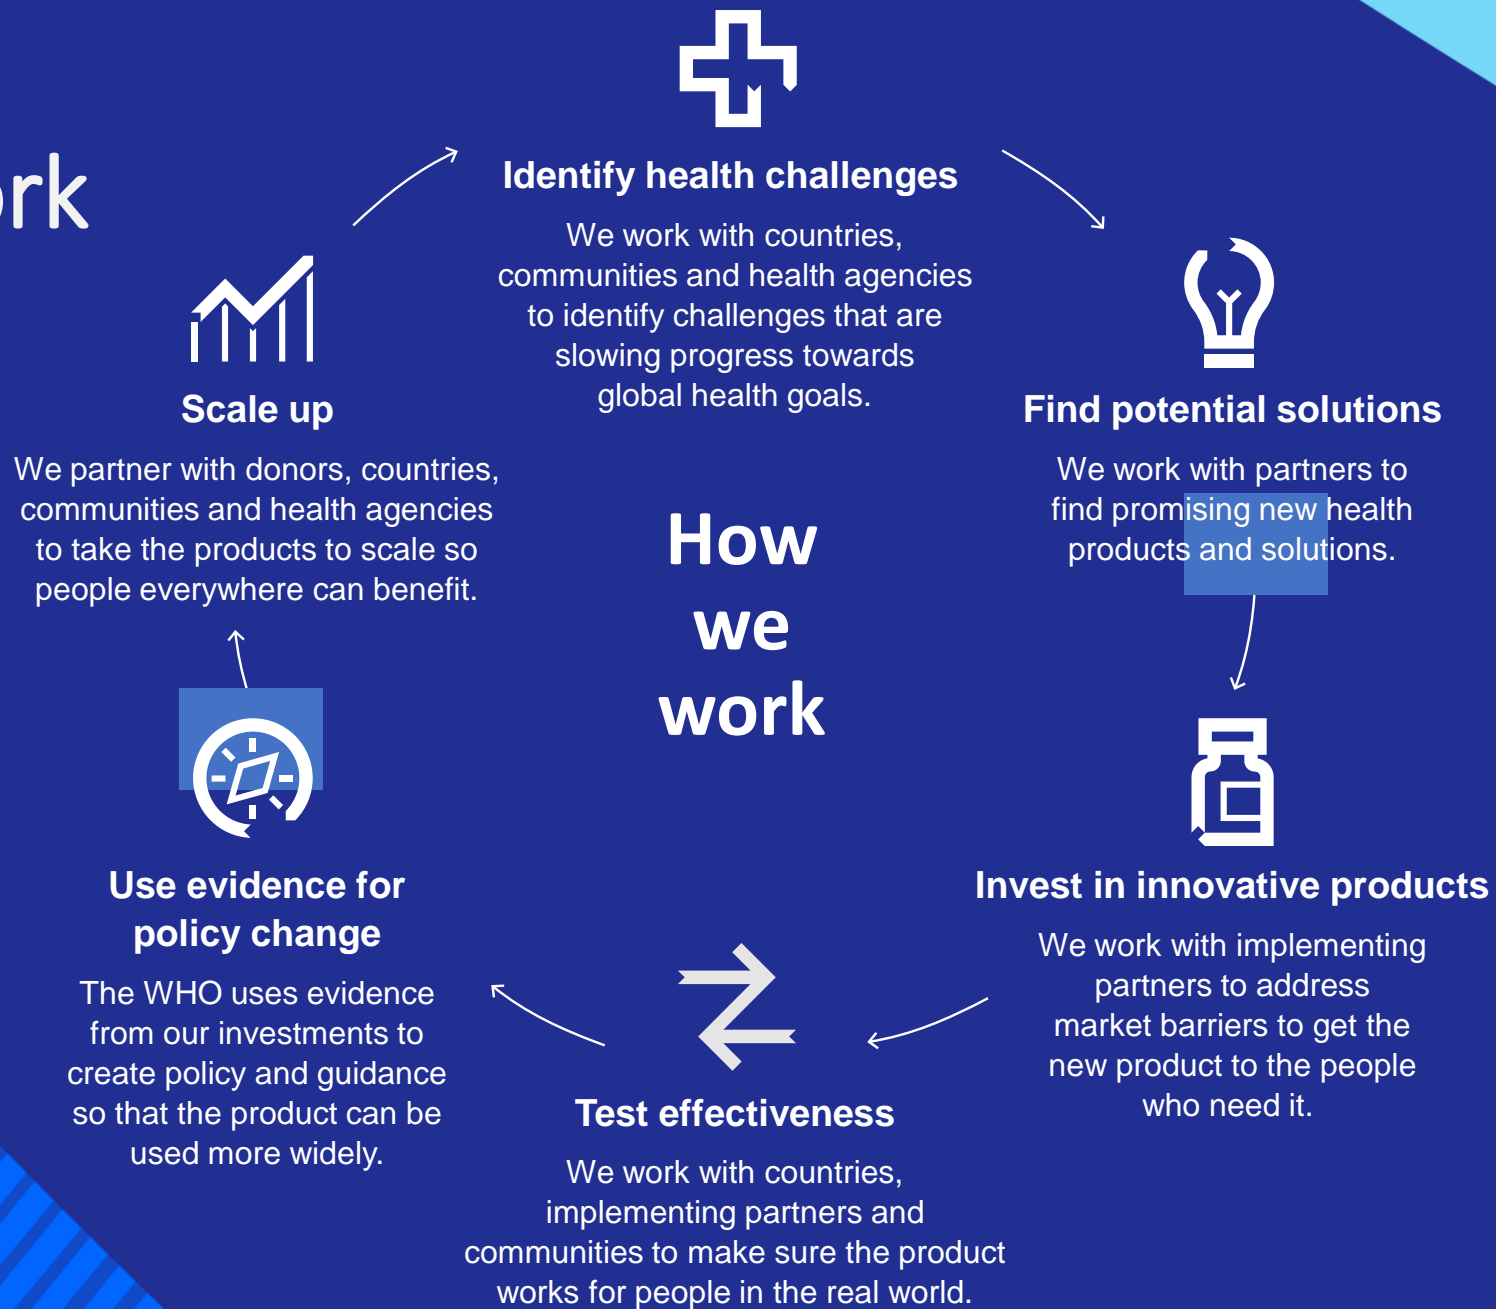 rk
Identify health challenges
We work with countries,
communities and health agencies
to identify challenges that are
slowing progress towards
global health goals.
Find potential solutions
We work with partners to
find promising new health
products and solutions.
Invest in innovative products
We work with implementing
partners to address
market barriers to get the
new product to the people
who need it.
Test effectiveness
We work with countries,
implementing partners and
communities to make sure the product
works for people in the real world.
Use evidence for
policy change
The WHO uses evidence
from our investments to
create policy and guidance
so that the product can be
used more widely.
Scale up
We partner with donors, countries,
communities and health agencies
to take the products to scale so
people everywhere can benefit.
How
we
work